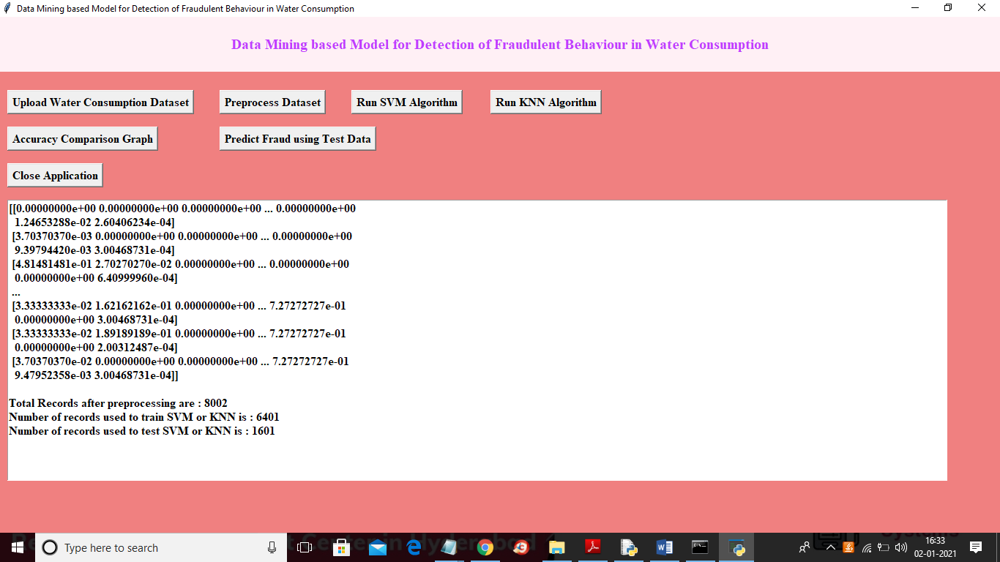 Data Mining based Model for Detection of Fraudulent Behaviour in Water Consumption
Data Mining based Model for Detection of Fraudulent Behaviour in Water Consumption
Upload Water Consumption Dataset
Preprocess Dataset
Run SVM Algorithm
Run KNN Algorithm
Accuracy Comparison Graph
Predict Fraud using Test Data
Close Application
[[0.00000000e+00 0.00000000e+00 0.00000000e+00 ... 0.00000000e+00
1.24653288e-02 2.60406234e-04]
[3.70370370e-03 0.00000000e+00 0.00000000e+00 ... 0.00000000e+00
9.39794420e-03 3.00468731e-04]
[4.81481481e-01 2.70270270e-02 0.00000000e+00 ... 0.00000000e+00
0.00000000e+00 6.40999960e-04]
...
[3.33333333e-02 1.62162162e-01 0.00000000e+00 ... 7.27272727e-01
0.00000000e+00 3.00468731e-04]
[3.33333333e-02 1.89189189e-01 0.00000000e+00 ... 7.27272727e-01
0.00000000e+00 2.00312487e-04]
[3.70370370e-02 0.00000000e+00 0.00000000e+00 ... 7.27272727e-01
9.47952358e-03 3.00468731e-04]]
Total Records after preprocessing are : 8002
Number of records used to train SVM or KNN is : 6401
Number of records used to test SVM or KNN is : 1601
Type here to search
16:33
02-01-2021